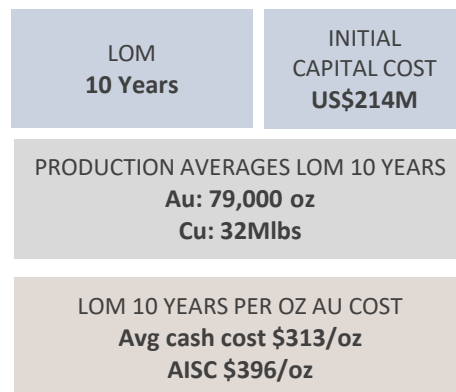 LOM
10 Years
INITIAL
CAPITAL COST
US$214M
PRODUCTION AVERAGES LOM 10 YEARS
Au: 79,000 oz
Cu: 32Mlbs
LOM 10 YEARS PER OZ AU COST
Avg cash cost $313/oz
AISC $396/oz